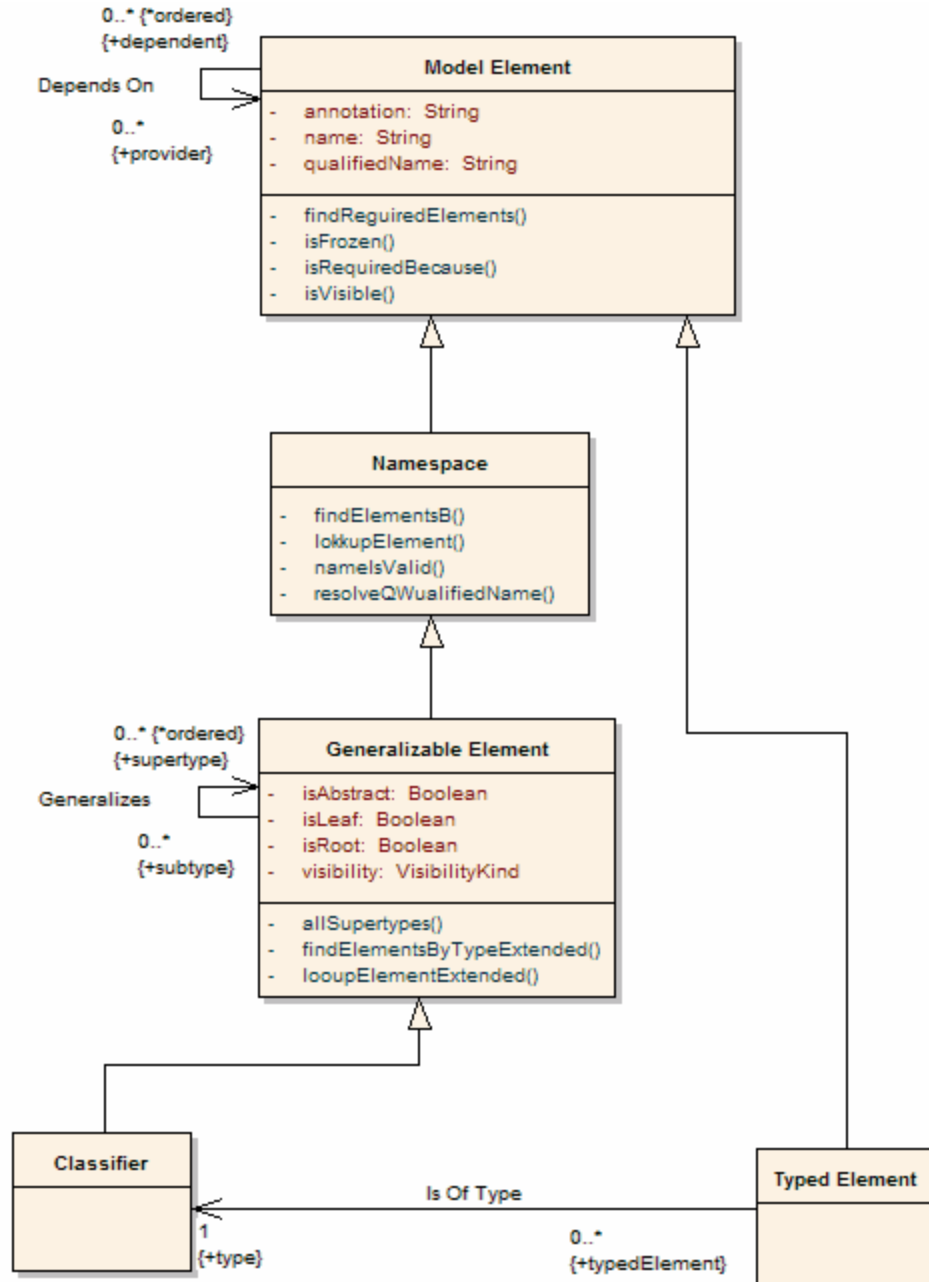 0..* {*ordered}
{+dependent}
Depends On
0..*
{+provider}
Model Element
- annotation: String
- name: String
- qualifiedName: String
- findReguiredElements()
- isFrozen()
- isRequiredBecause()
- isVisible()
Namespace
- findElementsB()
- lokkupElement()
- nameIsValid()
- resolveQWualifiedName()
0..* {*ordered}
{+supertype}
Generalizes
0..*
{+subtype}
Generalizable Element
- isAbstract: Boolean
- isLeaf: Boolean
- isRoot: Boolean
- visibility: VisibilityKind
- allSupertypes()
- findElementsByTypeExtended()
- looupElementExtended()
Classifier
Is Of Type
1
{+type}
0..*
{+typedElement}
Typed Element